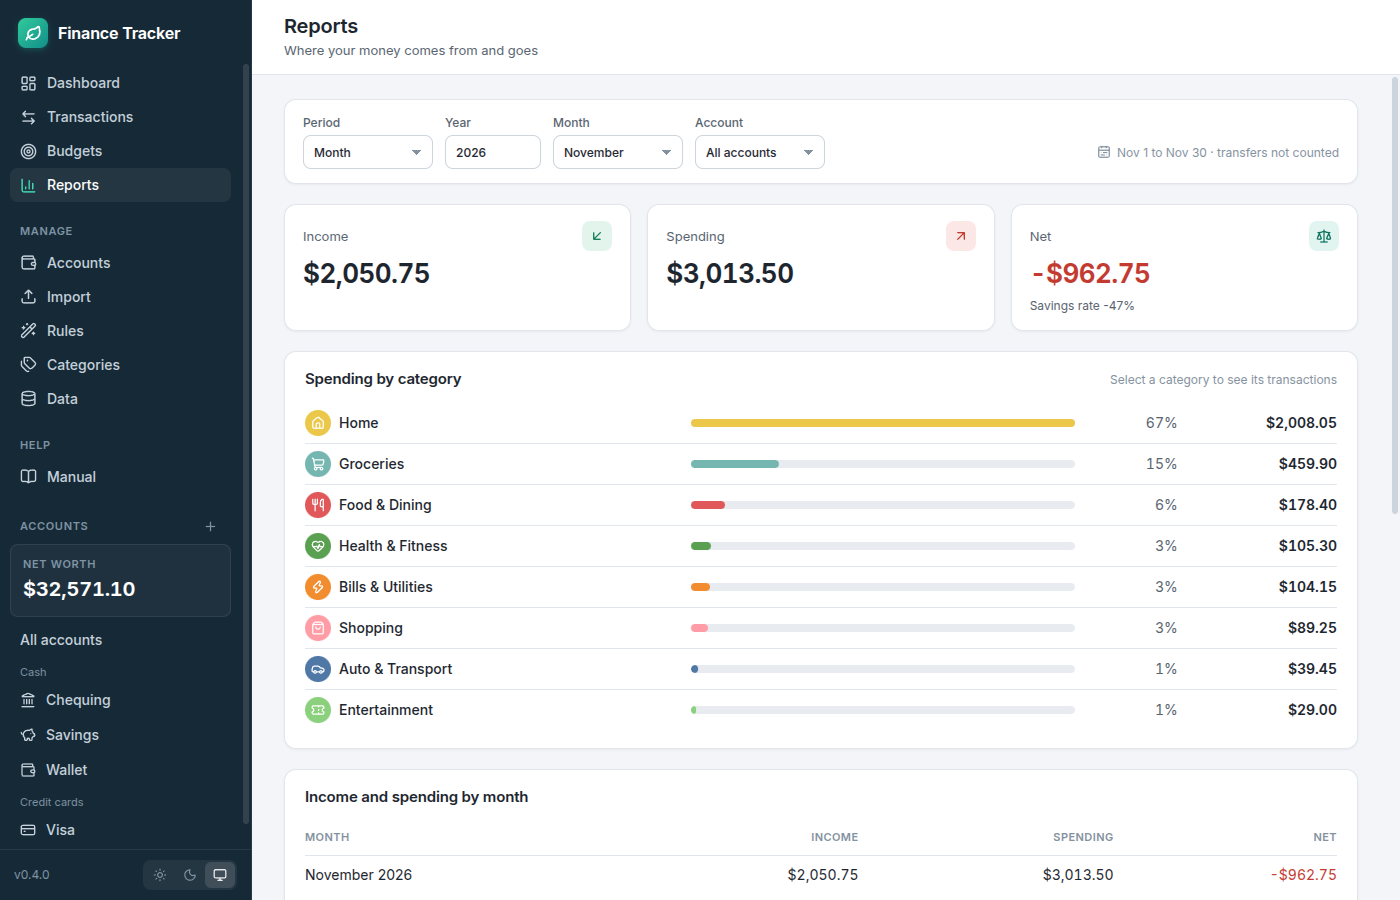 Finance Tracker
Dashboard
Transactions
Budgets
Reports
MANAGE
Accounts
Import
Rules
Categories
Data
HELP
Manual
ACCOUNTS
NET WORTH
$32,571.10
All accounts
Cash
Chequing
Savings
Wallet
Credit cards
Visa
v0.4.0
Reports
Where your money comes from and goes
Period Year Month Account
Month 2026 November All accounts
Nov 1 to Nov 30 · transfers not counted
Income
$2,050.75
Spending
$3,013.50
Net
-$962.75
Savings rate -47%
Spending by category
Select a category to see its transactions
Home 67% $2,008.05
Groceries 15% $459.90
Food & Dining 6% $178.40
Health & Fitness 3% $105.30
Bills & Utilities 3% $104.15
Shopping 3% $89.25
Auto & Transport 1% $39.45
Entertainment 1% $29.00
Income and spending by month
MONTH INCOME SPENDING NET
November 2026 $2,050.75 $3,013.50 -$962.75